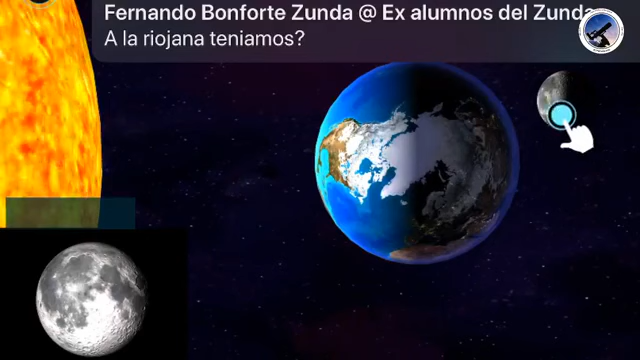 Fernando Bonforte Zunda @ Ex alumnos del Zunda
A la riojana teniamos?